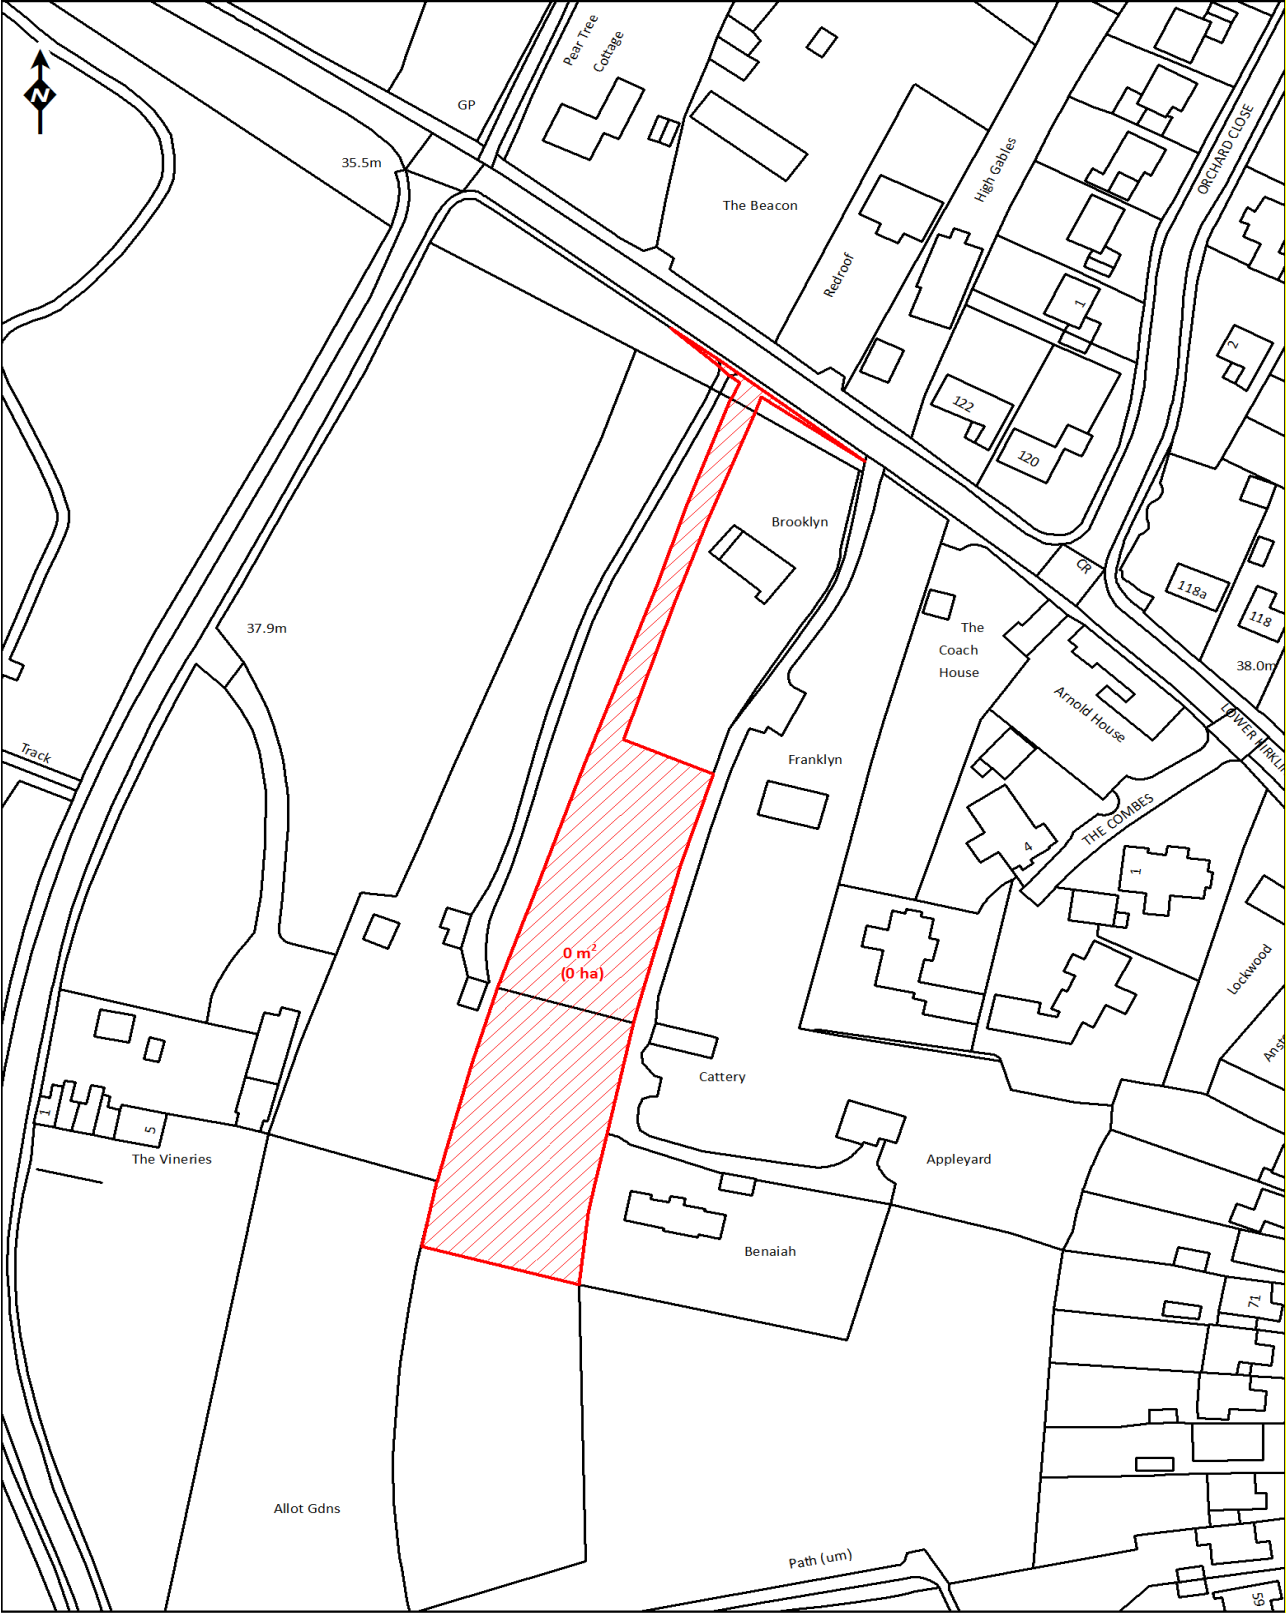 Pear Tree
Cottage
N
GP
35.5m
The Beacon
High Gables
ORCHARD CLOSE
Redroof
1
2
122
120
Brooklyn
CR
118a
118
37.9m
The
Coach
House
38.0m
Arnold House
LOWER KIRKLI
Track
Franklyn
THE COMBES
4
1
0 m²
(0 ha)
Lockwood
Anst
Cattery
1
5
The Vineries
Appleyard
Benaiah
71
Allot Gdns
Path (um)
59